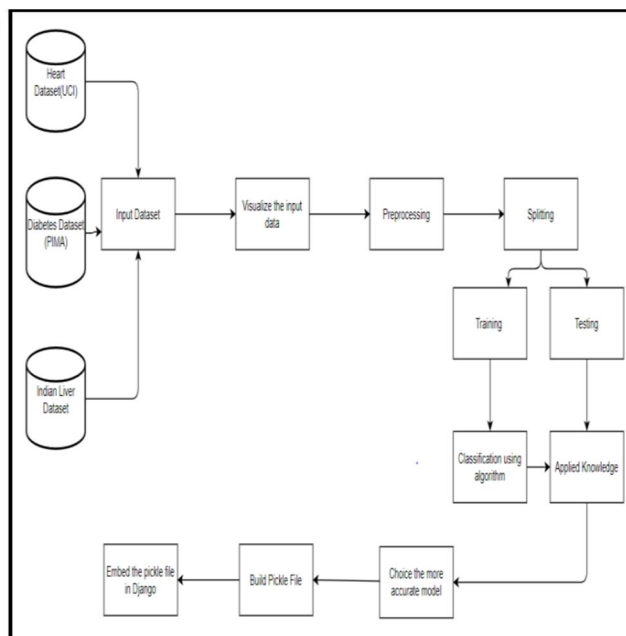 Heart
Dataset(UCI)
Diabetes Dataset
(PIMA)
Input Dataset
Visualize the input
data
Preprocessing
Splitting
Training
Testing
Indian Liver
Dataset
Classification using
algorithm
Applied Knowledge
Embed the pickle file
in Django
Build Pickle File
Choice the more
accurate model